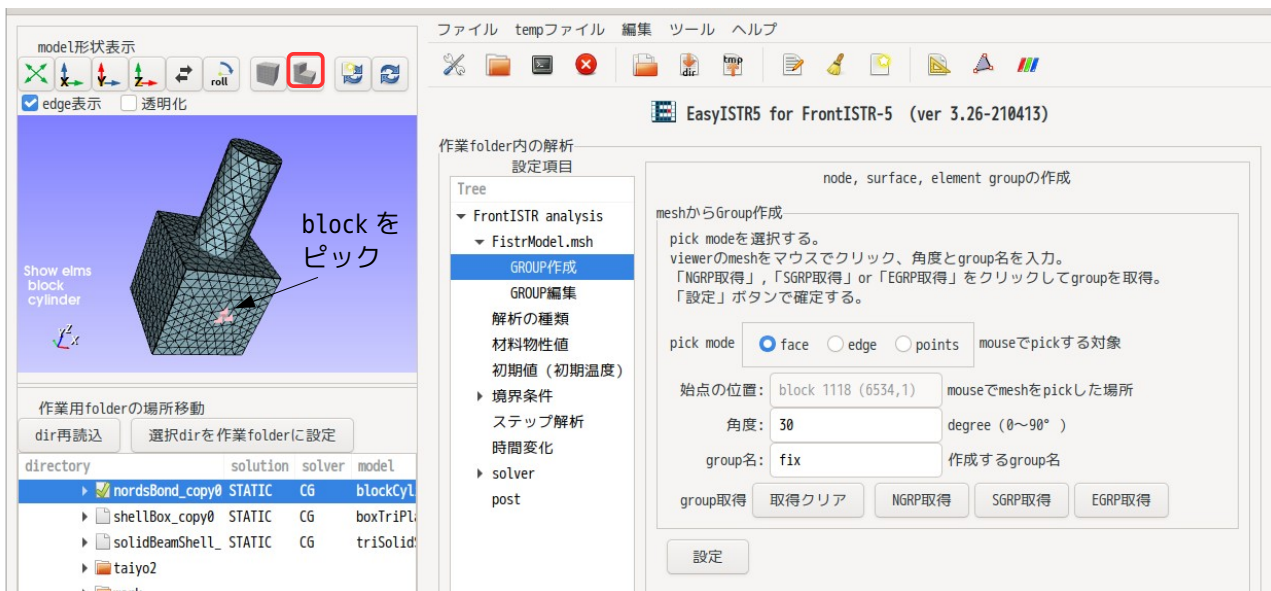 model形状表示
X Y Z roll
edge表示 透明化
block を
ピック
Show elms
block
cylinder
Z
Y X
作業用folderの場所移動
dir再読込 選択dirを作業folderに設定
directory solution solver model
nordsBond_copy0 STATIC CG blockCyl
shellBox_copy0 STATIC CG boxTriPl
solidBeamShell_ STATIC CG triSolid
taiyo2
ファイル tempファイル 編集 ツール ヘルプ
dir tmp
EasyISTR5 for FrontISTR-5 (ver 3.26-210413)
作業folder内の解析
設定項目
Tree
FrontISTR analysis
FistrModel.msh
GROUP作成
GROUP編集
解析の種類
材料物性値
初期値 (初期温度)
境界条件
ステップ解析
時間変化
solver
post
node, surface, element groupの作成
meshからGroup作成
pick modeを選択する。
viewerのmeshをマウスでクリック、角度とgroup名を入力。
「NGRP取得」,「SGRP取得」or「EGRP取得」をクリックしてgroupを取得。
「設定」ボタンで確定する。
pick mode face edge points mouseでpickする対象
始点の位置: block 1118 (6534,1) mouseでmeshをpickした場所
角度: 30 degree (0～90° )
group名: fix 作成するgroup名
group取得 取得クリア NGRP取得 SGRP取得 EGRP取得
設定